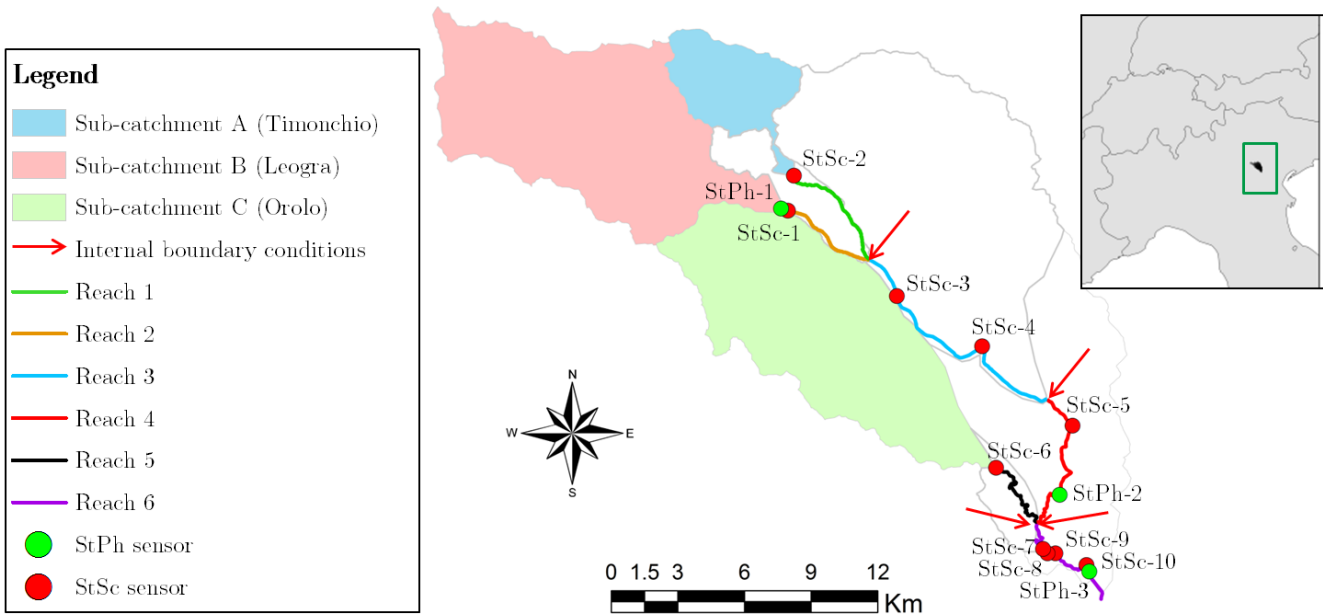 Legend
Sub-catchment A (Timonchio)
Sub-catchment B (Leogra)
Sub-catchment C (Orolo)
Internal boundary conditions
Reach 1
Reach 2
Reach 3
Reach 4
Reach 5
Reach 6
StPh sensor
StSc sensor
StSc-2
StPh-1
StSc-1
StSc-3
StSc-4
StSc-5
StSc-6
StPh-2
StSc-7
StSc-9
StSc-8
StSc-10
StPh-3
N
W E
S
0 1.5 3 6 9 12
Km